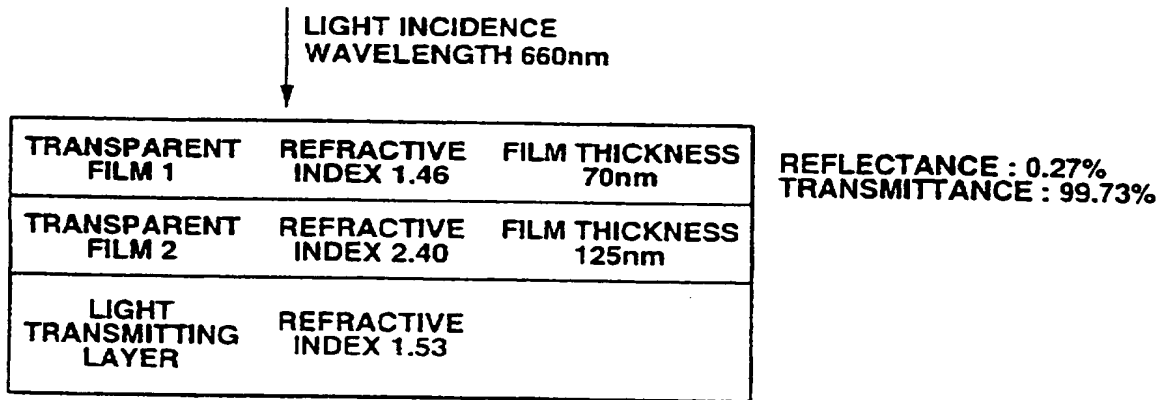 LIGHT INCIDENCE
WAVELENGTH 660nm
TRANSPARENT FILM 1 REFRACTIVE INDEX 1.46 FILM THICKNESS 70nm
REFLECTANCE : 0.27%
TRANSMITTANCE : 99.73%
TRANSPARENT FILM 2 REFRACTIVE INDEX 2.40 FILM THICKNESS 125nm
LIGHT TRANSMITTING LAYER REFRACTIVE INDEX 1.53